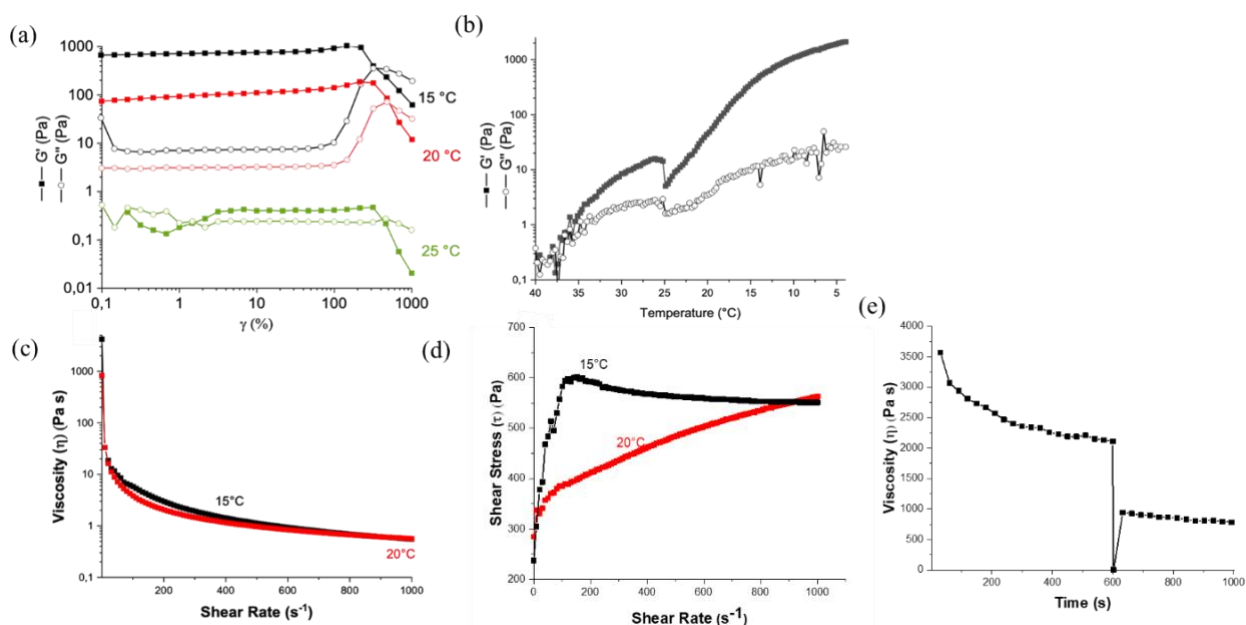 (a)
—■— G' (Pa)
—○— G" (Pa)
1000
100
10
1
0,1
0,01
0,1
1
10
100
1000
γ (%)
15 °C
20 °C
25 °C
(b)
—■— G' (Pa)
—○— G" (Pa)
1000
100
10
1
0,1
40
35
30
25
20
15
10
5
Temperature (°C)
(c)
Viscosity (η) (Pa s)
1000
100
10
1
0,1
0
200
400
600
800
1000
15°C
20°C
Shear Rate (s⁻¹)
(d)
Shear Stress (τ) (Pa)
700
600
500
400
300
200
0
200
400
600
800
1000
15°C
20°C
Shear Rate (s⁻¹)
(e)
Viscosity (η) (Pa s)
4000
3500
3000
2500
2000
1500
1000
500
0
200
400
600
800
1000
Time (s)